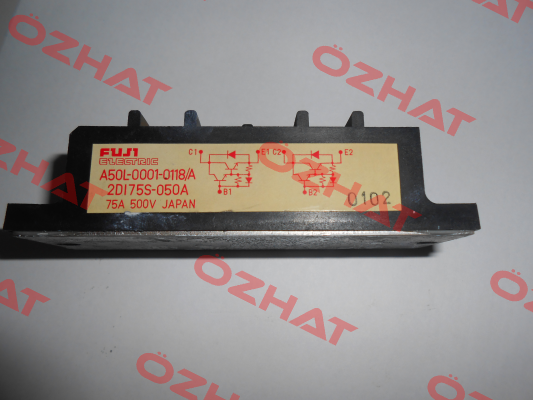 ÖZHAT
ÖZHAT
ÖZHAT
FUJI
ELECTRIC
A50L-0001-0118/A
2DI75S-050A
75A 500V JAPAN
C1 E1 C2 E2
B1 B2
0102
ÖZHAT
ÖZHAT